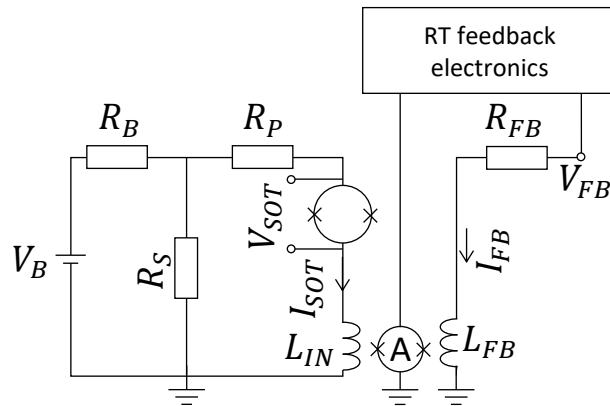 RT feedback
electronics
R_B
R_P
R_FB
V_FB
V_SOT
V_B
R_S
I_SOT
I_FB
L_IN
A
L_FB